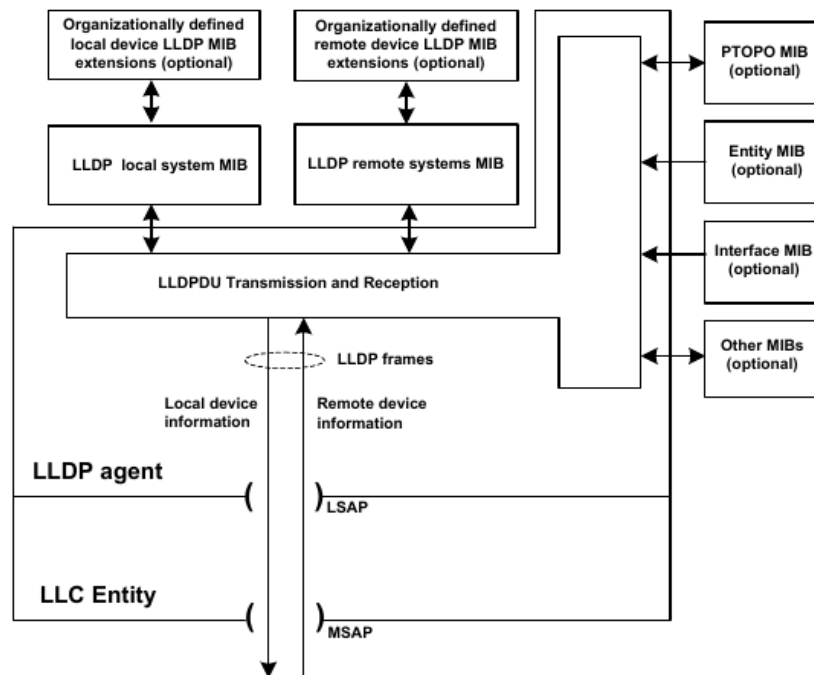 Organizationally defined
local device LLDP MIB
extensions (optional)
Organizationally defined
remote device LLDP MIB
extensions (optional)
PTOPO MIB
(optional)
LLDP local system MIB
LLDP remote systems MIB
Entity MIB
(optional)
Interface MIB
(optional)
LLDPDU Transmission and Reception
Other MIBs
(optional)
LLDP frames
Local device
information
Remote device
information
LLDP agent
LSAP
LLC Entity
MSAP